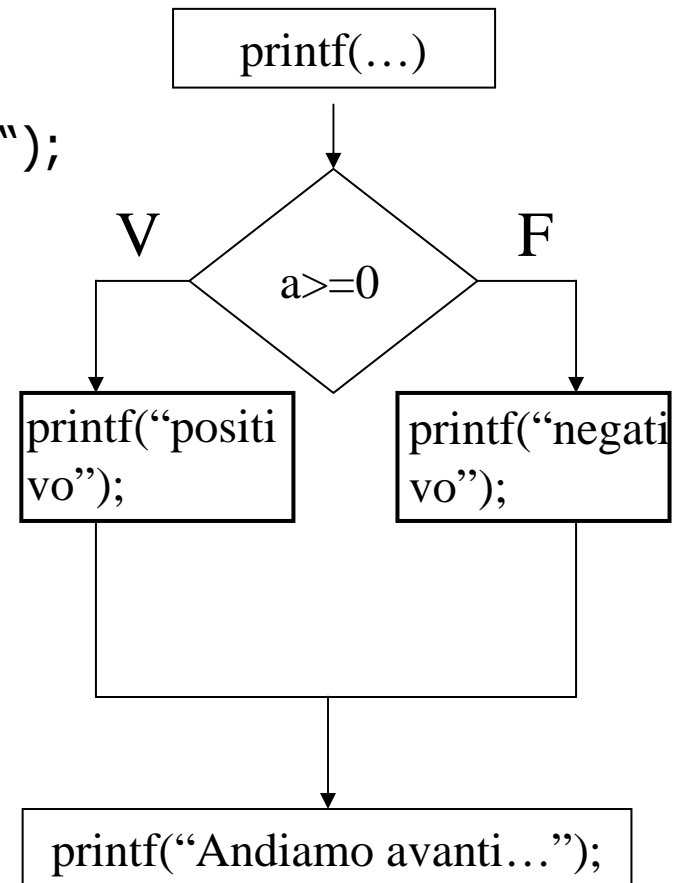 printf(…)
“);
V
F
a>=0
printf(“positi
vo”);
printf(“negati
vo”);
printf(“Andiamo avanti…”);